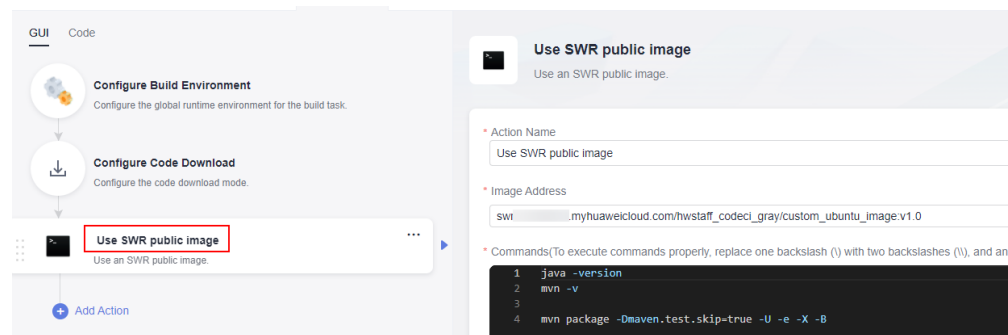 GUI Code
Configure Build Environment
Configure the global runtime environment for the build task.
Configure Code Download
Configure the code download mode.
Use SWR public image
Use an SWR public image.
Add Action
Use SWR public image
Use an SWR public image.
* Action Name
Use SWR public image
* Image Address
.myhuaweicloud.com/hwstaff_codeci_gray/custom_ubuntu_image:v1.0
* Commands(To execute commands properly, replace one backslash (\) with two backslashes (\\), and an
1 java -version
2 mvn -v
3
4 mvn package -Dmaven.test.skip=true -U -e -X -B